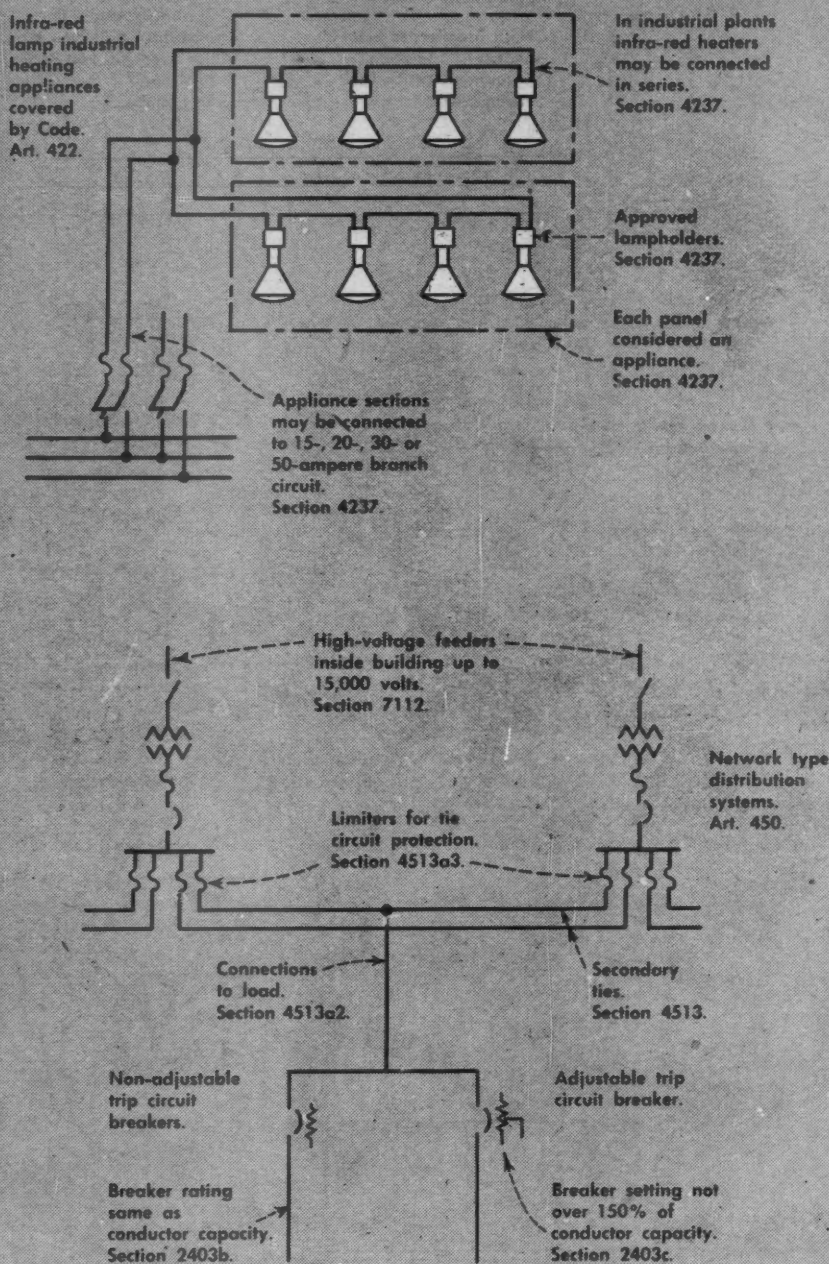 Infra-red
lamp industrial
heating
appliances
covered
by Code.
Art. 422.
In industrial plants
infra-red heaters
may be connected
in series.
Section 4237.
Approved
lampholders.
Section 4237.
Each panel
considered an
appliance.
Section 4237.
Appliance sections
may be connected
to 15-, 20-, 30- or
50-ampere branch
circuit.
Section 4237.
High-voltage feeders
inside building up to
15,000 volts.
Section 7112.
Network type
distribution
systems.
Art. 450.
Limiters for tie
circuit protection.
Section 4513a3.
Connections
to load.
Section 4513a2.
Secondary
ties.
Section 4513.
Non-adjustable
trip circuit
breakers.
Adjustable trip
circuit breaker.
Breaker rating
same as
conductor capacity.
Section 2403b.
Breaker setting not
over 150% of
conductor capacity.
Section 2403c.